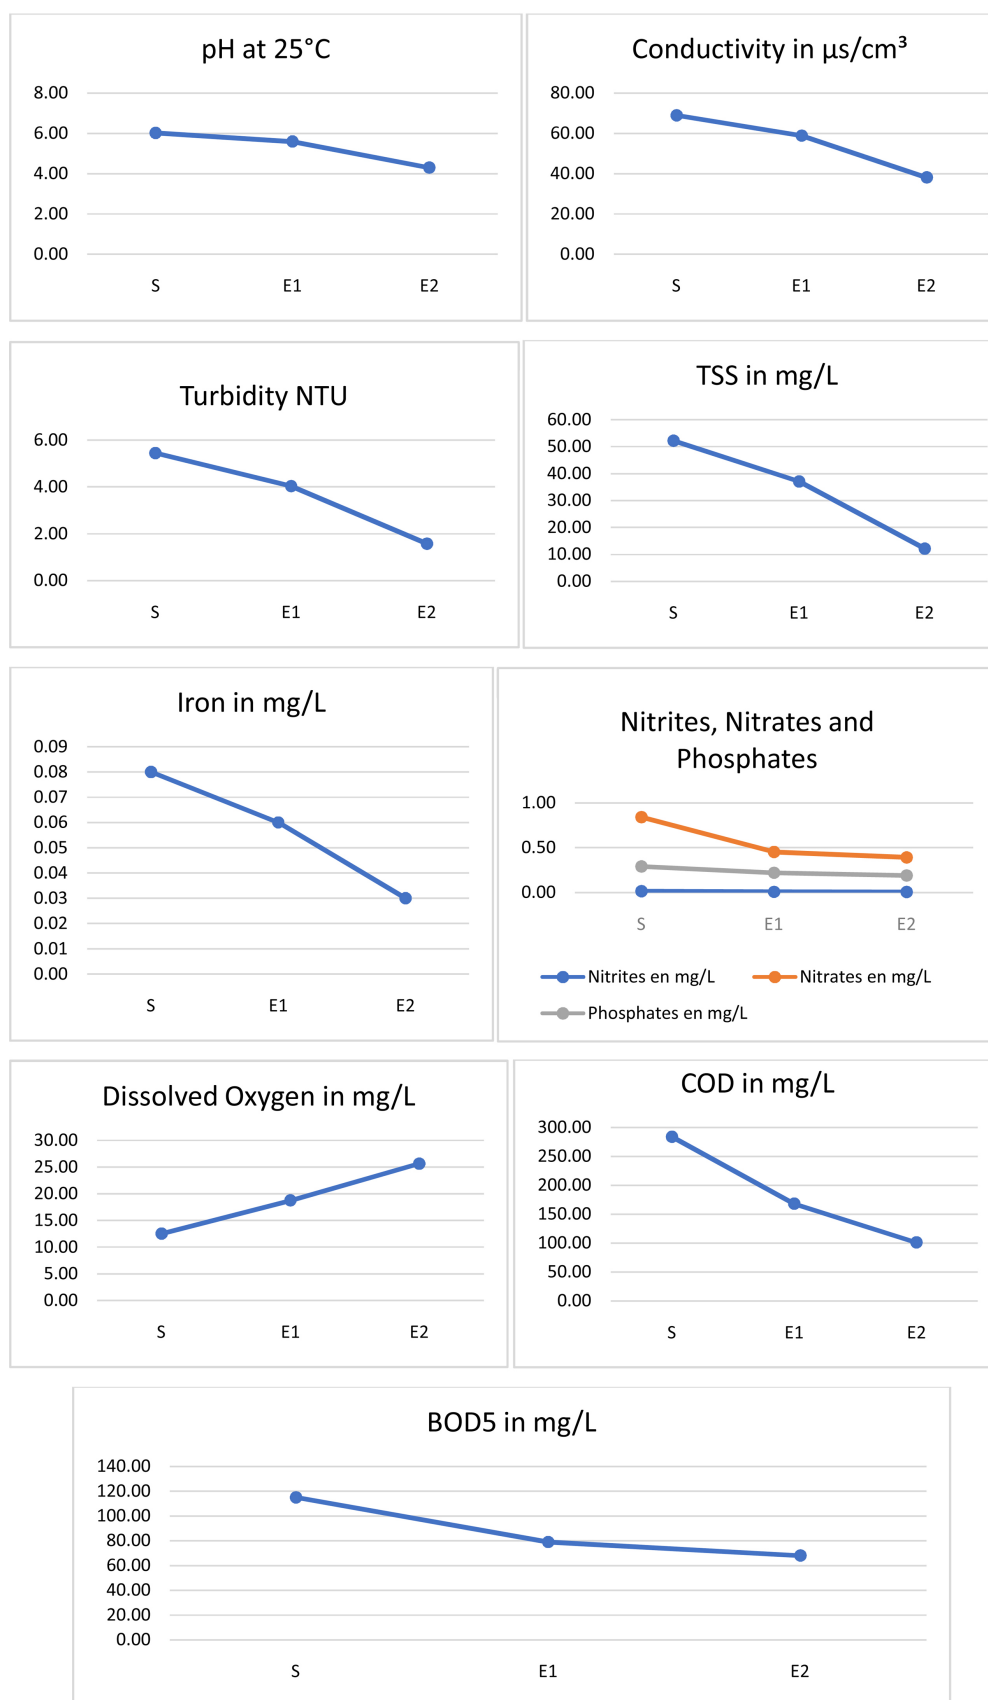 pH at 25°C
8.00
6.00
4.00
2.00
0.00
S E1 E2
Conductivity in µs/cm³
80.00
60.00
40.00
20.00
0.00
S E1 E2
Turbidity NTU
6.00
4.00
2.00
0.00
S E1 E2
TSS in mg/L
60.00
50.00
40.00
30.00
20.00
10.00
0.00
S E1 E2
Iron in mg/L
0.09
0.08
0.07
0.06
0.05
0.04
0.03
0.02
0.01
0.00
S E1 E2
Nitrites, Nitrates and
Phosphates
1.00
0.50
0.00
S E1 E2
Nitrites en mg/L Nitrates en mg/L
Phosphates en mg/L
Dissolved Oxygen in mg/L
30.00
25.00
20.00
15.00
10.00
5.00
0.00
S E1 E2
COD in mg/L
300.00
250.00
200.00
150.00
100.00
50.00
0.00
S E1 E2
BOD5 in mg/L
140.00
120.00
100.00
80.00
60.00
40.00
20.00
0.00
S E1 E2